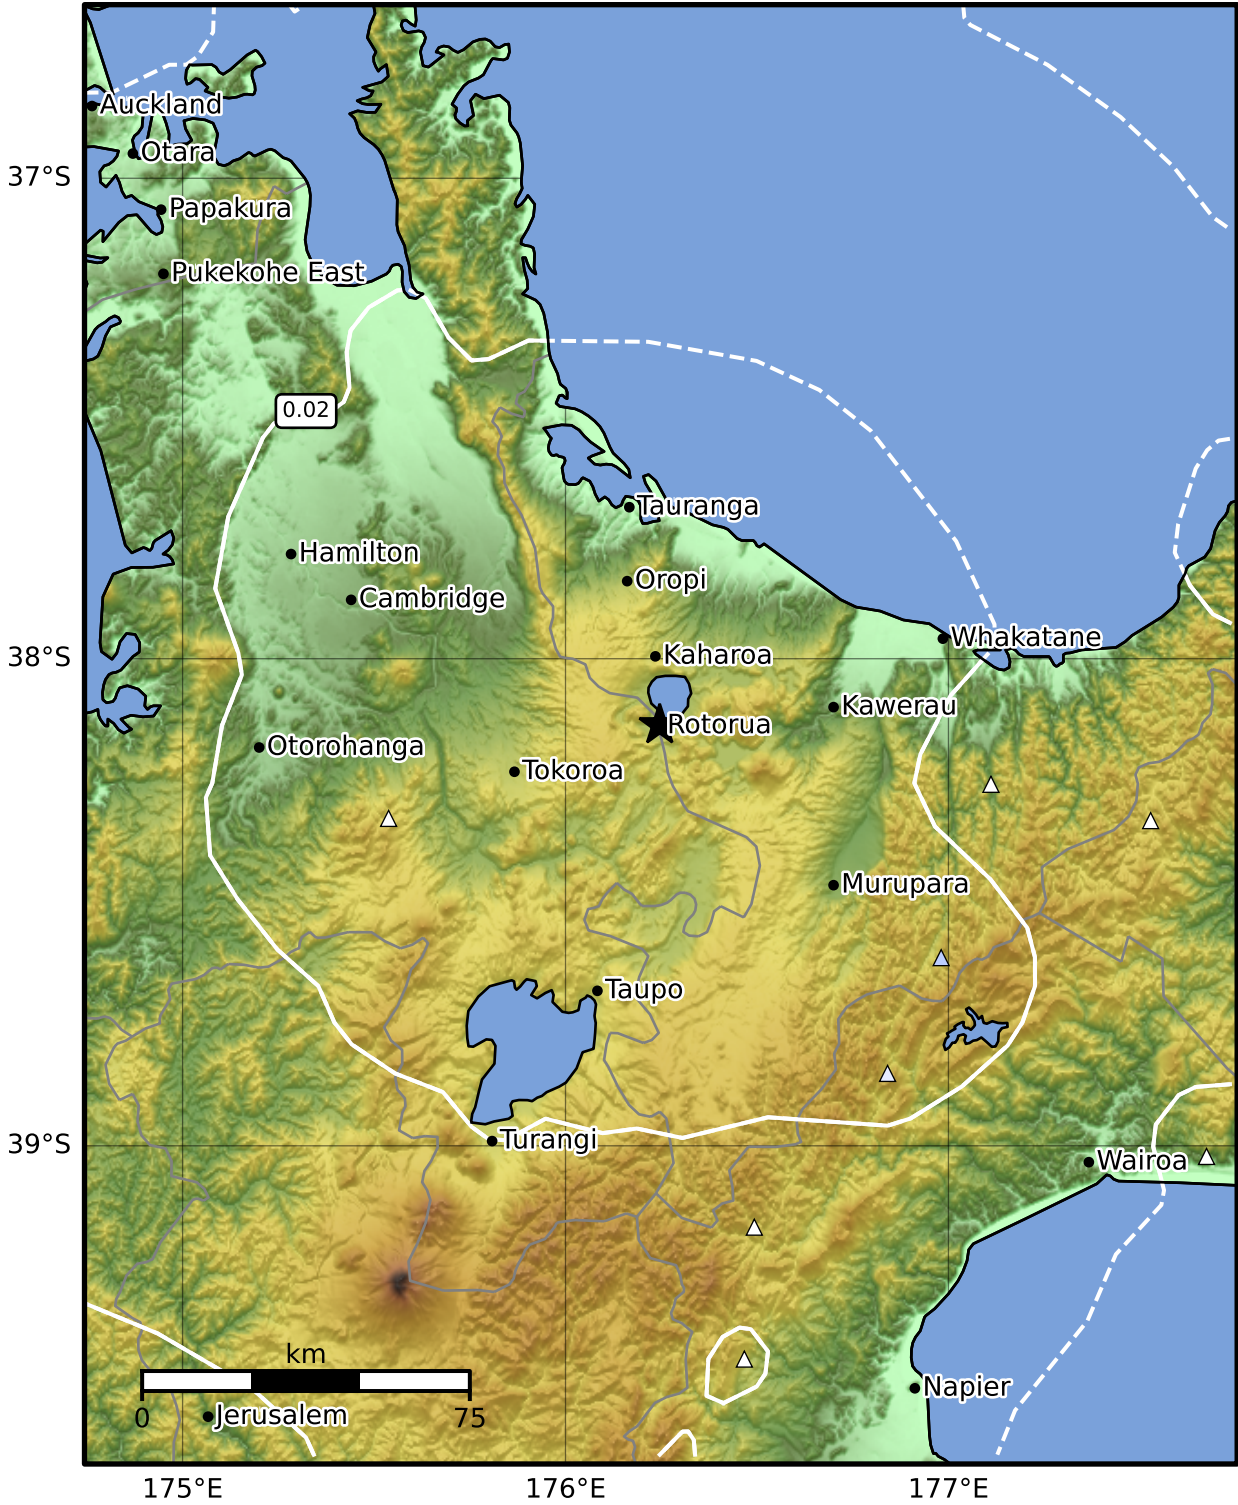 Auckland
Otara
37°S
Papakura
Pukekohe East
0.02
Tauranga
Hamilton
Oropi
Cambridge
Whakatane
38°S
Kaharoa
Kawerau
Rotorua
Otorohanga
Tokoroa
Murupara
Taupo
39°S
Turangi
Wairoa
km
Napier
0
75
Jerusalem
175°E
176°E
177°E